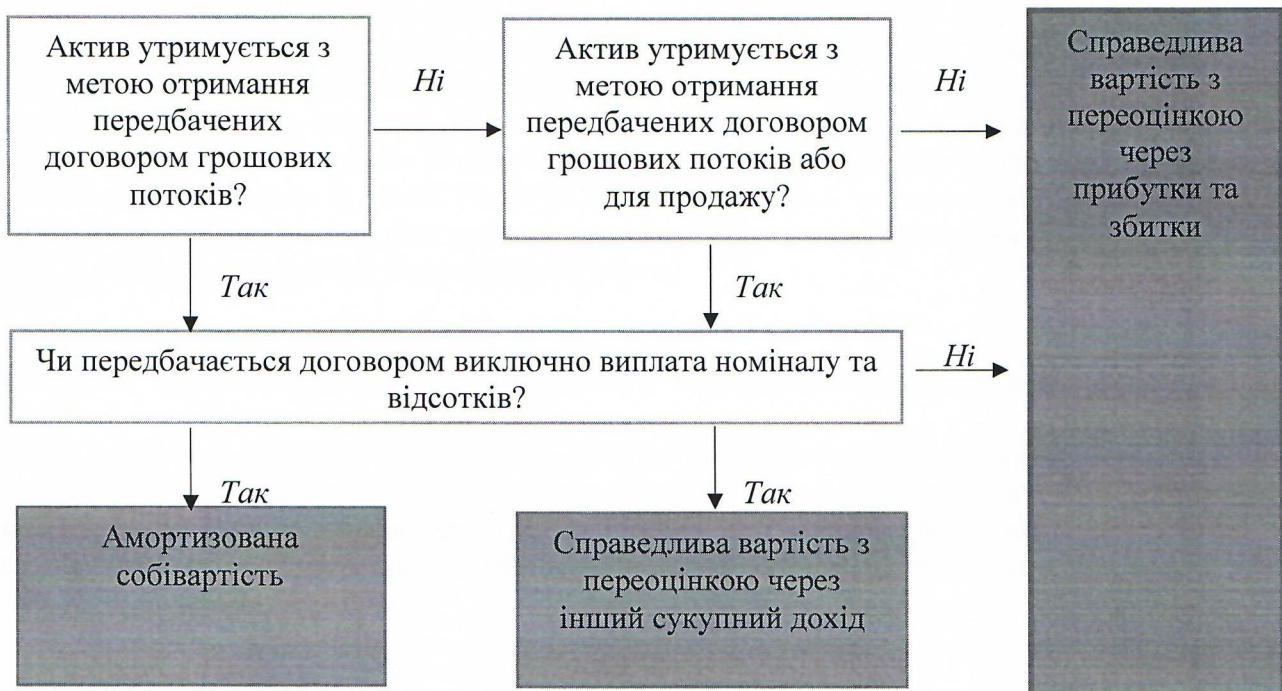 Актив утримується з
метою отримання
передбачених
договором грошових
потоків?
Ні
Актив утримується з
метою отримання
передбачених договором
грошових потоків або
для продажу?
Ні
Справедлива
вартість з
переоцінкою
через
прибутки та
збитки
Так
Так
Чи передбачається договором виключно виплата номіналу та
відсотків?
Ні
Так
Так
Амортизована
собівартість
Справедлива вартість з
переоцінкою через
інший сукупний дохід